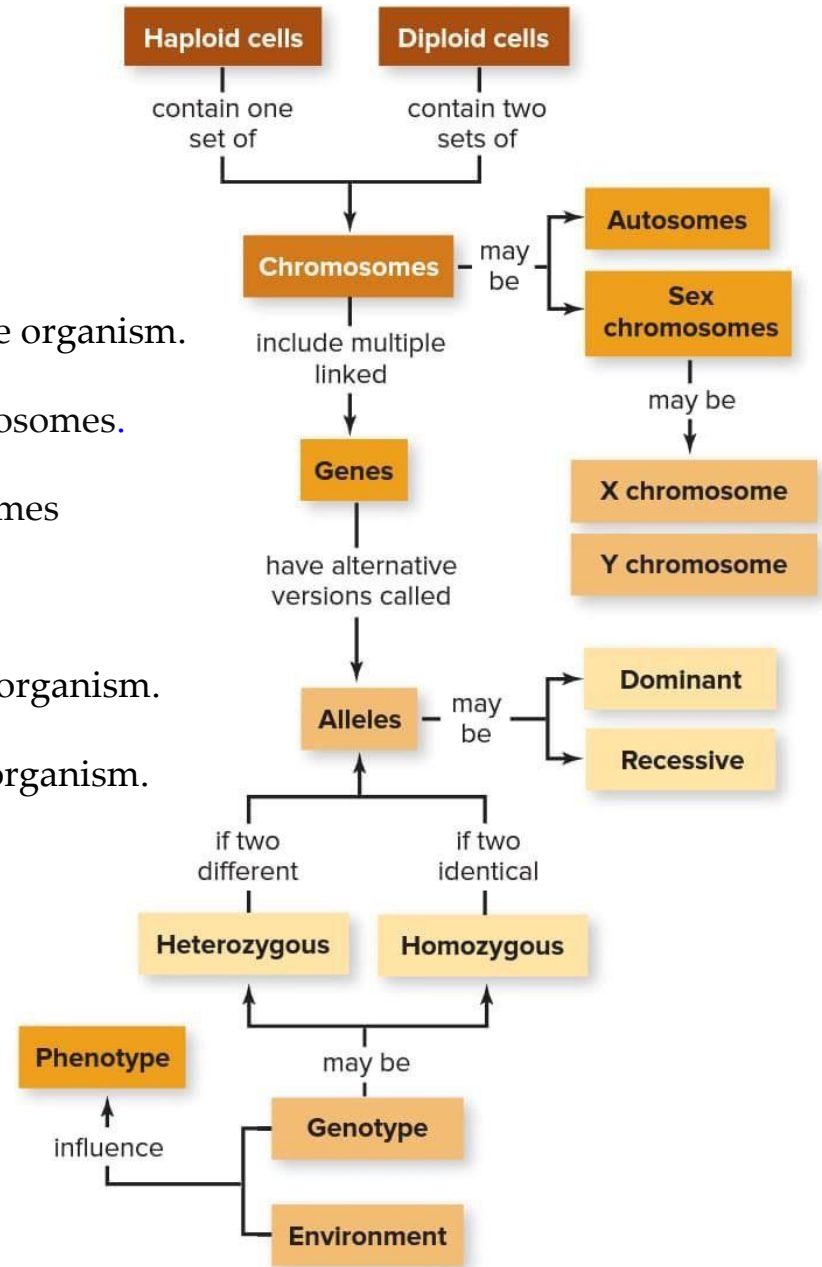 Haploid cells
Diploid cells
contain one
set of
contain two
sets of
Chromosomes
may
be
Autosomes
Sex
chromosomes
may be
X chromosome
Y chromosome
include multiple
linked
Genes
have alternative
versions called
Alleles
may
be
Dominant
Recessive
if two
different
if two
identical
Heterozygous
Homozygous
may be
Phenotype
influence
Genotype
Environment
organism.
organism.
organism.